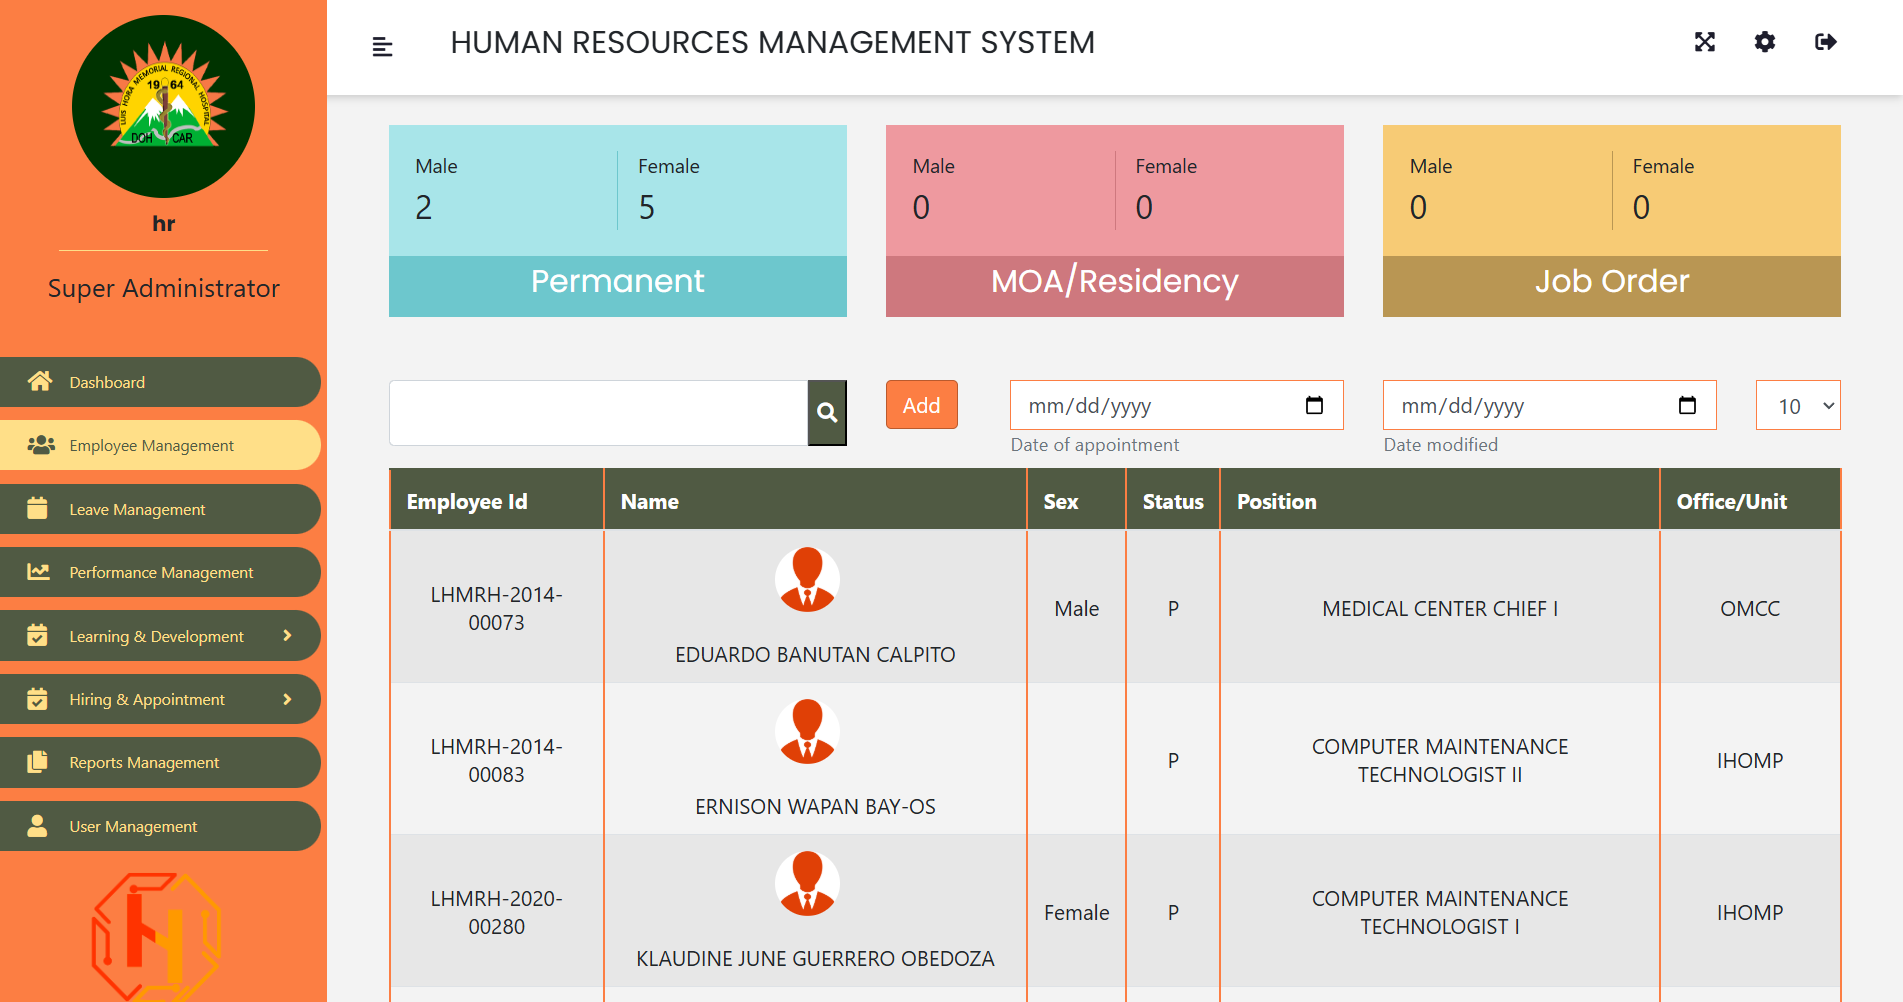 LUIS HORA MEMORIAL REGIONAL HOSPITAL
1964
DOH CAR
hr
Super Administrator
Dashboard
Employee Management
Leave Management
Performance Management
Learning & Development
Hiring & Appointment
Reports Management
User Management
HUMAN RESOURCES MANAGEMENT SYSTEM
Male Female
2 5
Permanent
Male Female
0 0
MOA/Residency
Male Female
0 0
Job Order
Add
mm/dd/yyyy
Date of appointment
mm/dd/yyyy
Date modified
10
Employee Id Name Sex Status Position Office/Unit
LHMRH-2014-
00073
EDUARDO BANUTAN CALPITO
Male
P
MEDICAL CENTER CHIEF I
OMCC
LHMRH-2014-
00083
ERNISON WAPAN BAY-OS
P
COMPUTER MAINTENANCE
TECHNOLOGIST II
IHOMP
LHMRH-2020-
00280
KLAUDINE JUNE GUERRERO OBEDOZA
Female
P
COMPUTER MAINTENANCE
TECHNOLOGIST I
IHOMP